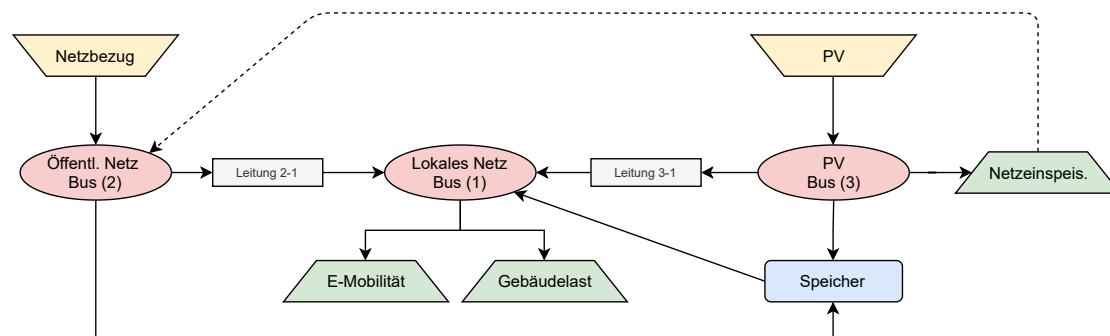 Netzbezug
PV
Öffentl. Netz
Bus (2)
Leitung 2-1
Lokales Netz
Bus (1)
Leitung 3-1
PV
Bus (3)
Netzeinspeis.
E-Mobilität
Gebäudelast
Speicher